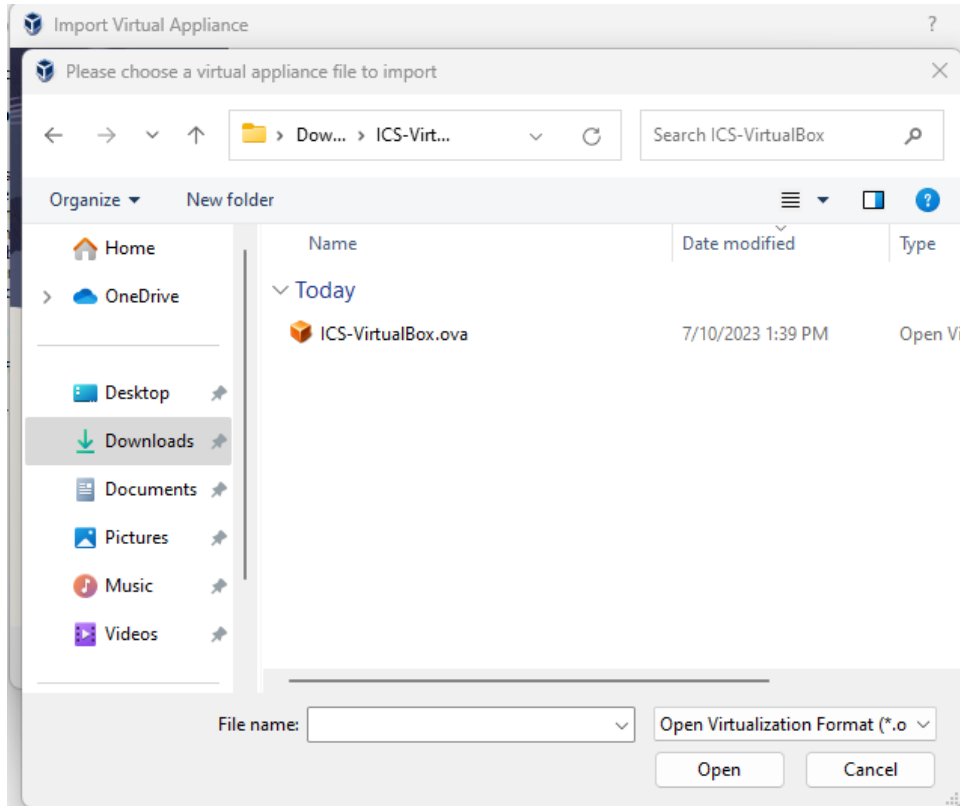 Import Virtual Appliance ?
Please choose a virtual appliance file to import
Dow... › ICS-Virt... Search ICS-VirtualBox
Organize New folder ?
Home Name Date modified Type
OneDrive Today
ICS-VirtualBox.ova 7/10/2023 1:39 PM Open Vi
Desktop
Downloads
Documents
Pictures
Music
Videos
File name: Open Virtualization Format (*.o
Open Cancel